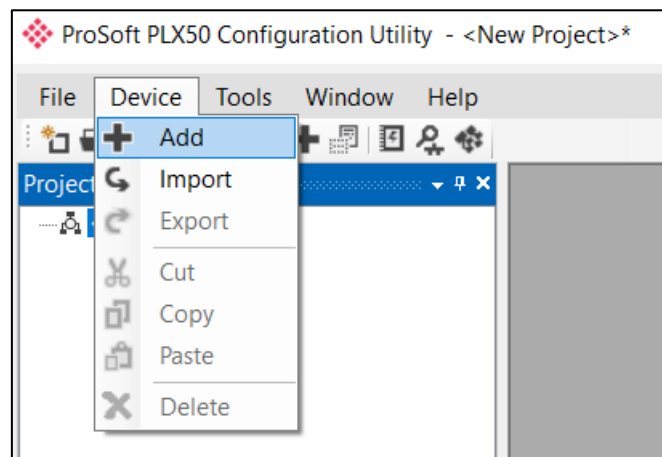 ProSoft PLX50 Configuration Utility - <New Project>*
File Device Tools Window Help
Add
Project
Import
Export
Cut
Copy
Paste
Delete